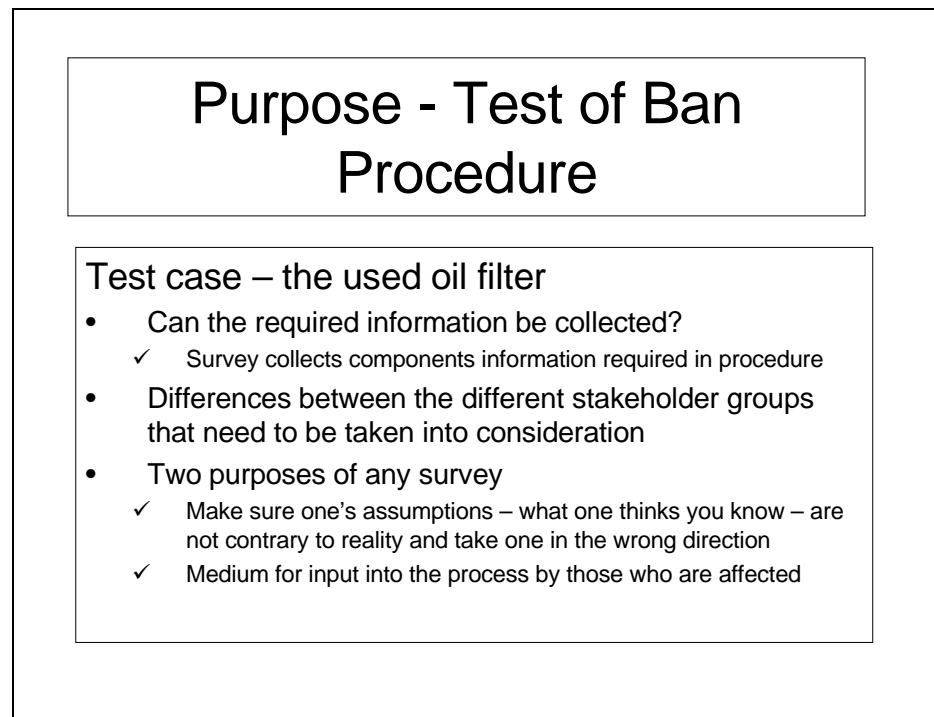 Purpose - Test of Ban
Procedure
Test case – the used oil filter
• Can the required information be collected?
✓ Survey collects components information required in procedure
• Differences between the different stakeholder groups
that need to be taken into consideration
• Two purposes of any survey
✓ Make sure one's assumptions – what one thinks you know – are
not contrary to reality and take one in the wrong direction
✓ Medium for input into the process by those who are affected